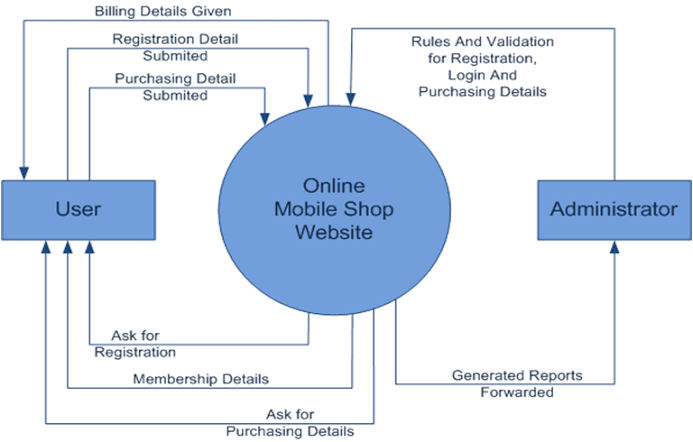 Billing Details Given
Registration Detail
Submited
Purchasing Detail
Submited
Rules And Validation
for Registration,
Login And
Purchasing Details
User
Online
Mobile Shop
Website
Administrator
Ask for
Registration
Membership Details
Ask for
Purchasing Details
Generated Reports
Forwarded